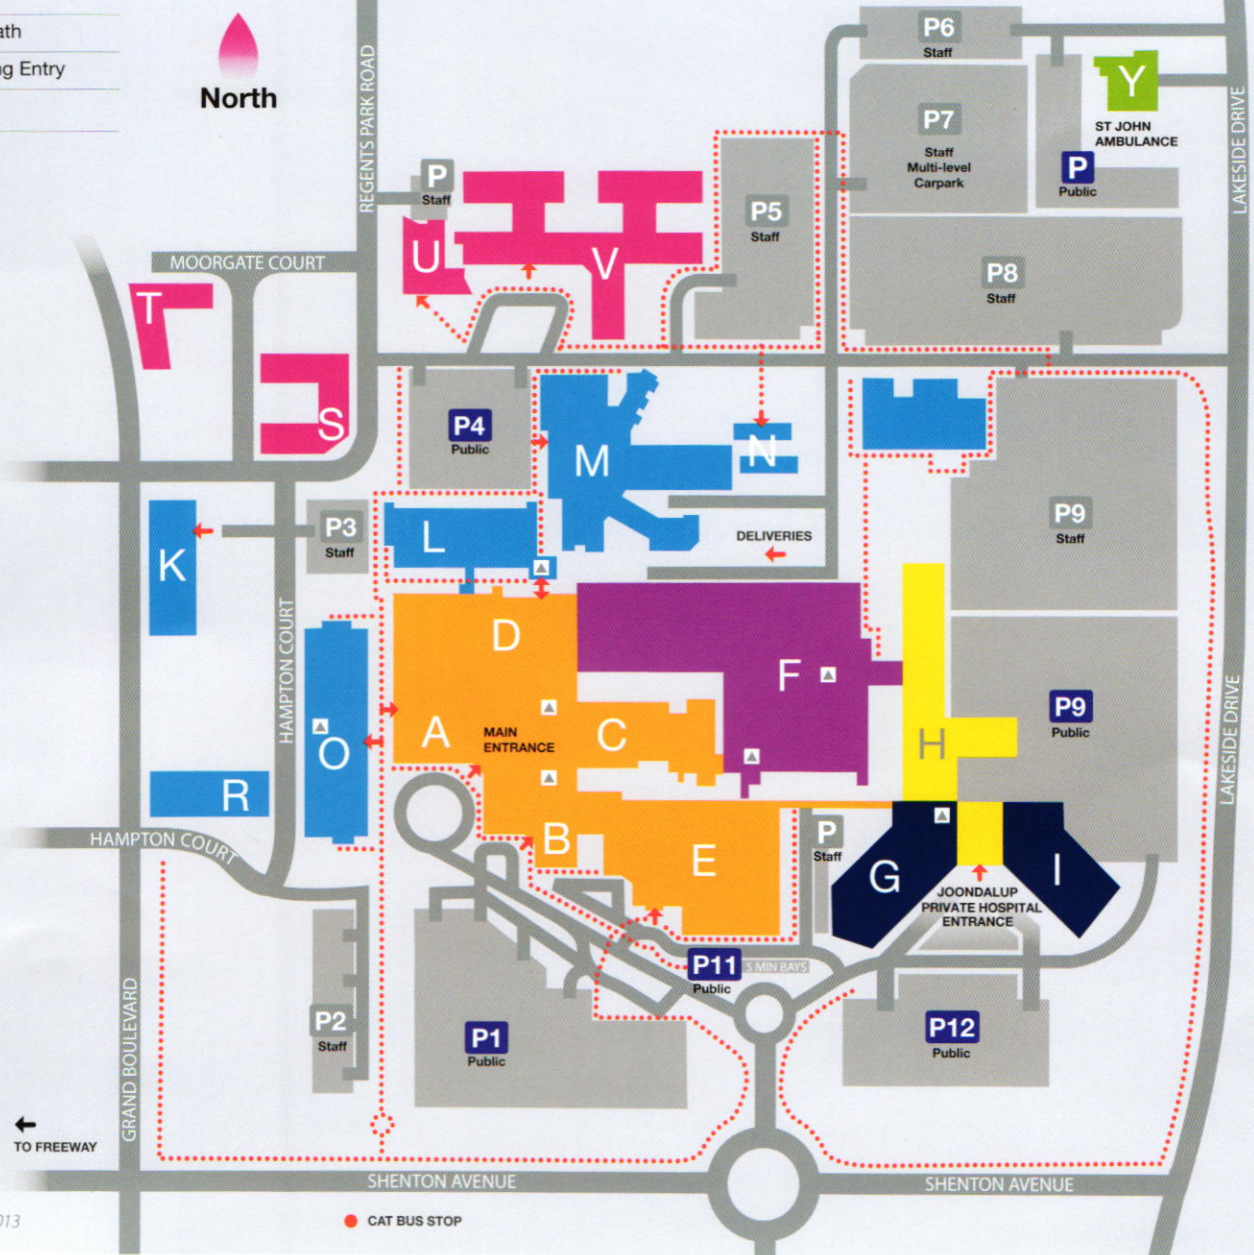 ath
ng Entry
North
REGENTS PARK ROAD
P6
Staff
P7
Staff
Multi-level
Carpark
Y
ST JOHN
AMBULANCE
P
Public
LAKESIDE DRIVE
P
Staff
U
V
P5
Staff
P8
Staff
MOORGATE COURT
T
S
P4
Public
M
N
P3
Staff
L
K
DELIVERIES
P9
Staff
HAMPTON COURT
D
F
A
MAIN
ENTRANCE
C
H
P9
Public
LAKESIDE DRIVE
O
R
HAMPTON COURT
B
E
P
Staff
G
I
JOONDALUP
PRIVATE HOSPITAL
ENTRANCE
P11
Public
5 MIN BAYS
P2
Staff
P1
Public
P12
Public
GRAND BOULEVARD
TO FREEWAY
SHENTON AVENUE
SHENTON AVENUE
013
CAT BUS STOP